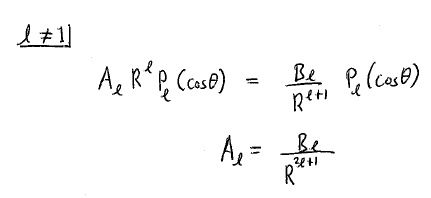 l ≠ 1
A_l R^l P_l (cosθ) = B_l / R^{l+1} P_l (cosθ)
A_l = B_l / R^{2l+1}